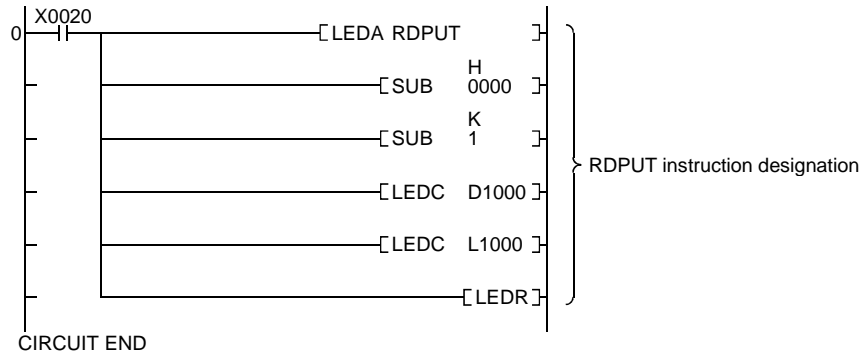 X0020
0 LEDA RDPUT
H
SUB 0000
K
SUB 1
RDPUT instruction designation
LEDC D1000
LEDC L1000
LEDR
CIRCUIT END